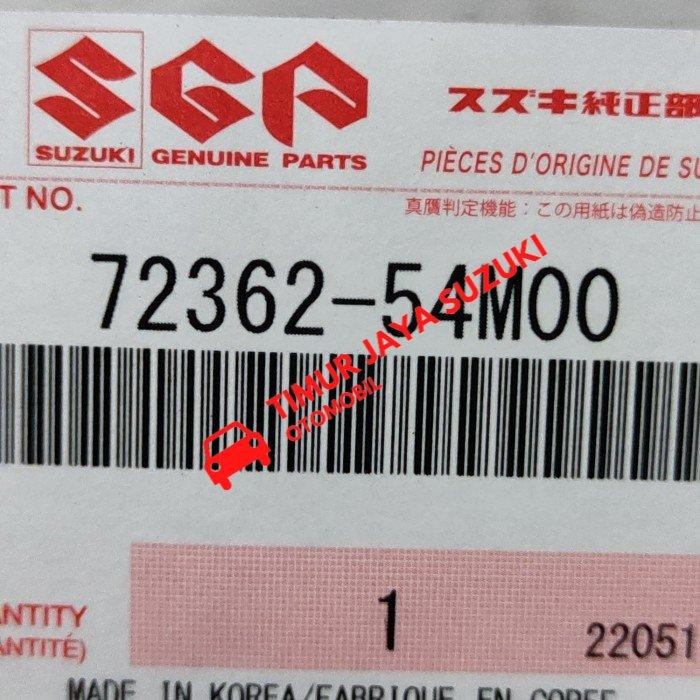 SGP
SUZUKI GENUINE PARTS
スズキ純正部
PIÈCES D'ORIGINE DE SU
T NO.
真贋判定機能：この用紙は偽造防止
72362-54M00
TIMUR JAYA SUZUKI
OTOMOBIL
ANTITY
1
ANTITÉ)
22051
MADE IN KOREA/FABRIQUE EN COREE